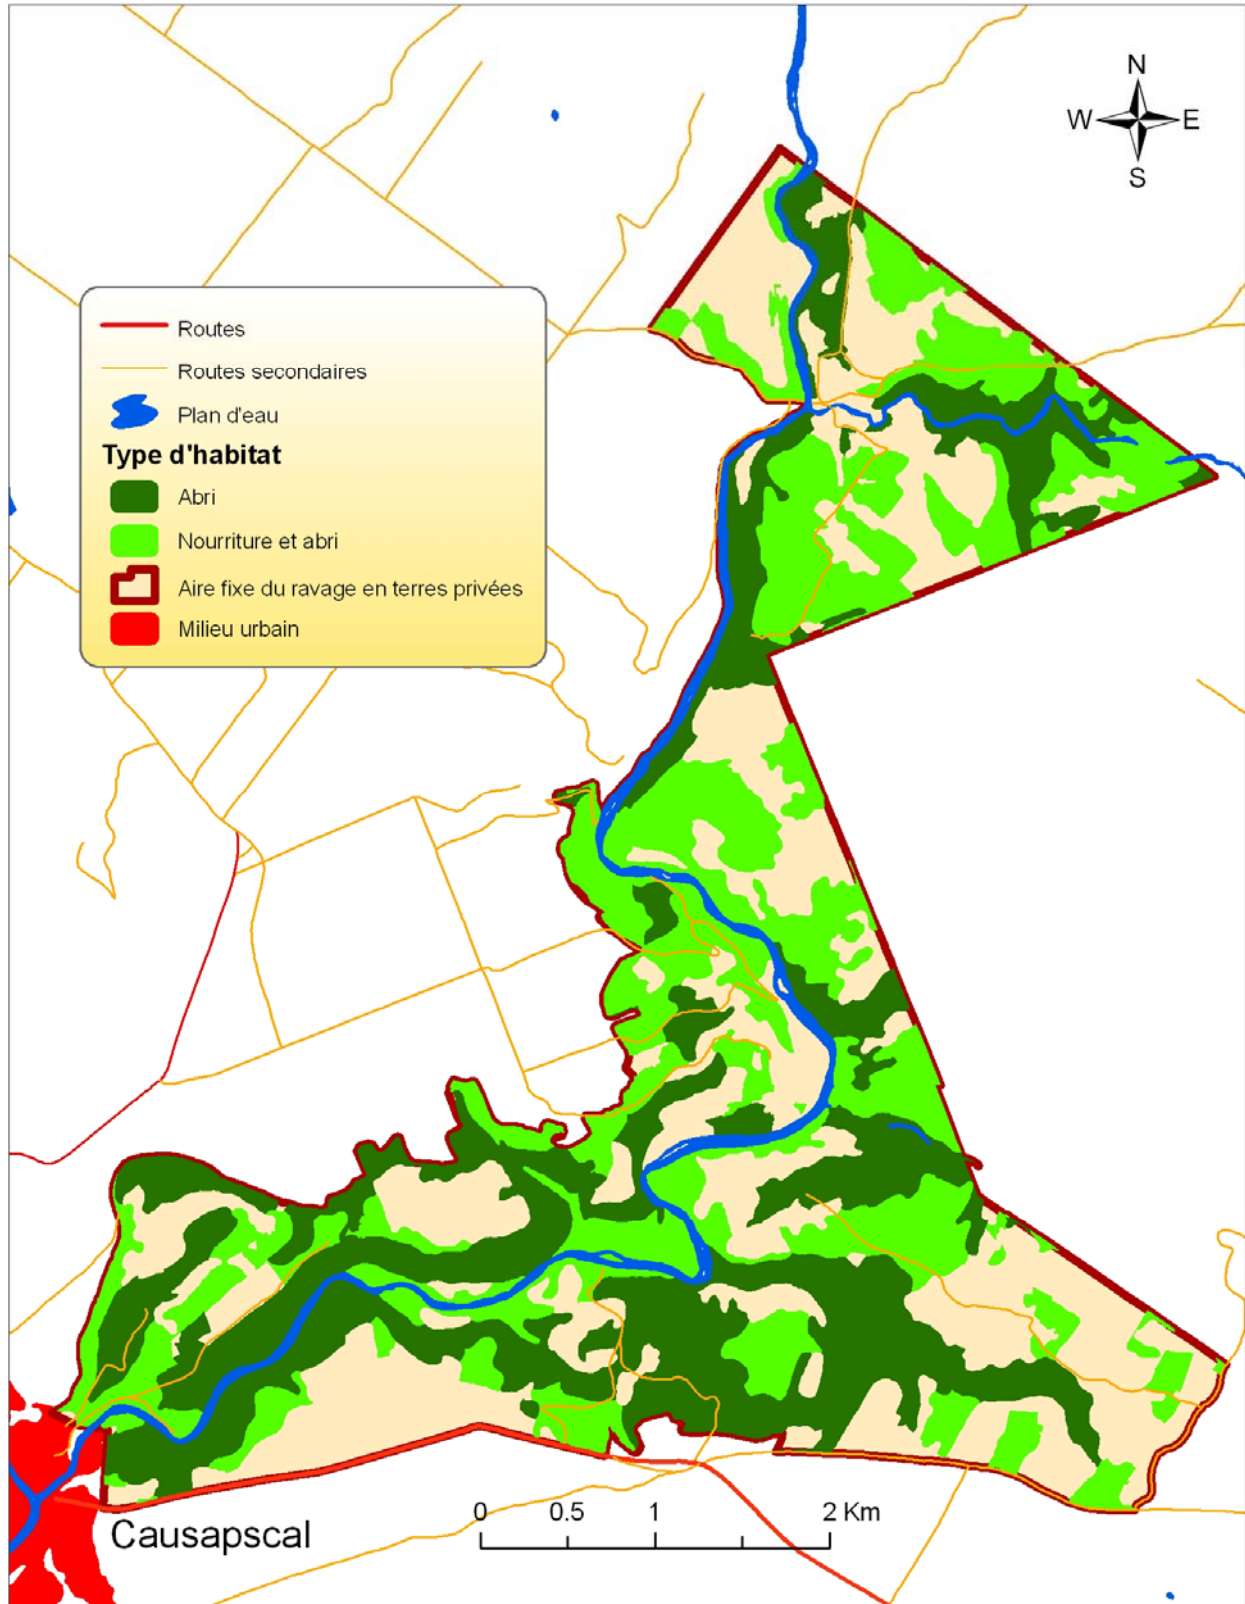 N
W E
S
Routes
Routes secondaires
Plan d'eau
Type d'habitat
Abri
Nourriture et abri
Aire fixe du ravage en terres privées
Milieu urbain
0 0.5 1 2 Km
Causapscal